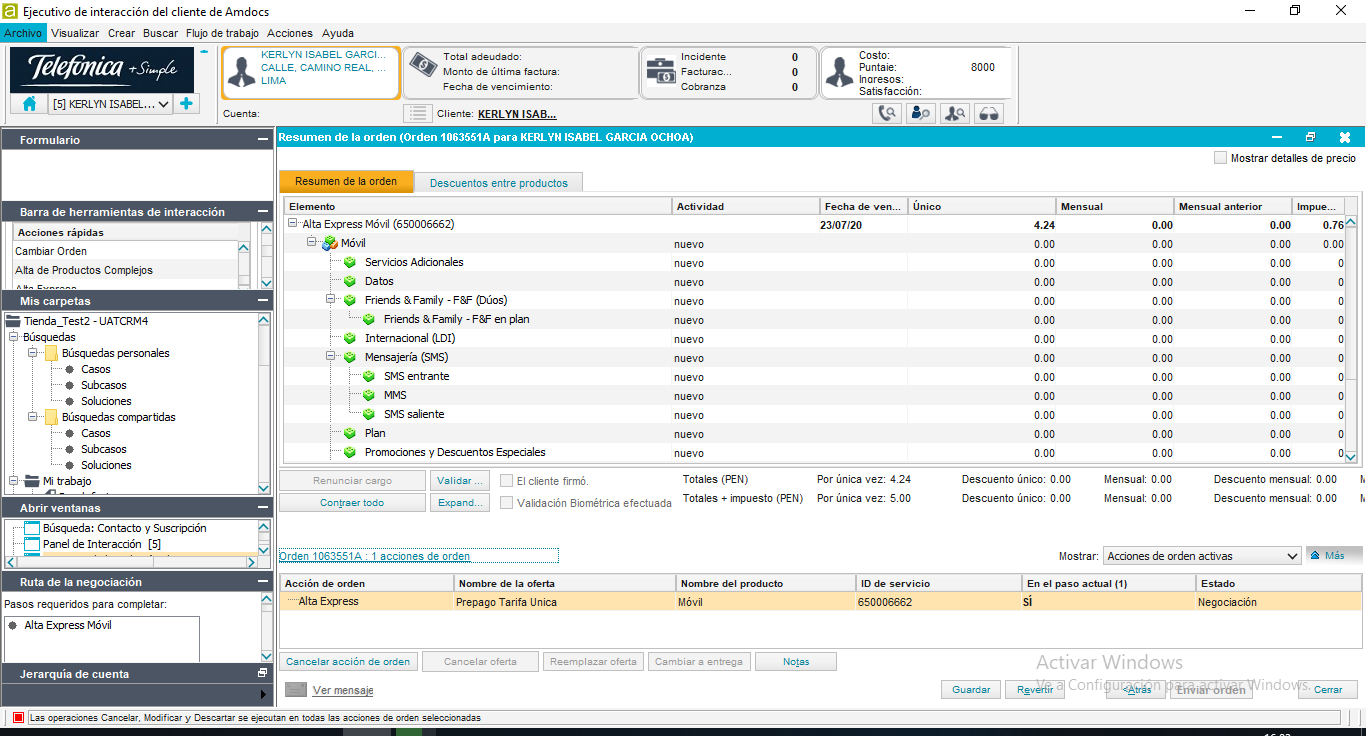 Ejecutivo de interacción del cliente de Amdocs
Archivo Visualizar Crear Buscar Flujo de trabajo Acciones Ayuda
Telefónica +Simple
[5] KERLYN ISABEL...
KERLYN ISABEL GARCI...
CALLE, CAMINO REAL, ...
LIMA
Total adeudado:
Monto de última factura:
Fecha de vencimiento:
Incidente 0
Facturac... 0
Cobranza 0
Costo:
Puntaje: 8000
Ingresos:
Satisfacción:
Cuenta:
Cliente: KERLYN ISAB...
Formulario
Barra de herramientas de interacción
Acciones rápidas
Cambiar Orden
Alta de Productos Complejos
Alta Express
Mis carpetas
Tienda_Test2 - UATCRM4
Búsquedas
Búsquedas personales
Casos
Subcasos
Soluciones
Búsquedas compartidas
Casos
Subcasos
Soluciones
Mi trabajo
Abrir ventanas
Búsqueda: Contacto y Suscripción
Panel de Interacción [5]
Ruta de la negociación
Pasos requeridos para completar:
Alta Express Móvil
Jerarquía de cuenta
Resumen de la orden (Orden 1063551A para KERLYN ISABEL GARCIA OCHOA)
Mostrar detalles de precio
Resumen de la orden Descuentos entre productos
Elemento Actividad Fecha de ven... Único Mensual Mensual anterior Impue...
Alta Express Móvil (650006662) 23/07/20 4.24 0.00 0.00 0.76
Móvil nuevo 0.00 0.00 0.00 0.00
Servicios Adicionales nuevo 0.00 0.00 0.00 0
Datos nuevo 0.00 0.00 0.00 0
Friends & Family - F&F (Dúos) nuevo 0.00 0.00 0.00 0
Friends & Family - F&F en plan nuevo 0.00 0.00 0.00 0
Internacional (LDI) nuevo 0.00 0.00 0.00 0
Mensajería (SMS) nuevo 0.00 0.00 0.00 0
SMS entrante nuevo 0.00 0.00 0.00 0
MMS nuevo 0.00 0.00 0.00 0
SMS saliente nuevo 0.00 0.00 0.00 0
Plan nuevo 0.00 0.00 0.00 0
Promociones y Descuentos Especiales nuevo 0.00 0.00 0.00 0
Renunciar cargo Validar ... El cliente firmó. Totales (PEN) Por única vez: 4.24 Descuento único: 0.00 Mensual: 0.00 Descuento mensual: 0.00
Contraer todo Expand... Validación Biométrica efectuada Totales + impuesto (PEN) Por única vez: 5.00 Descuento único: 0.00 Mensual: 0.00 Descuento mensual: 0.00
Orden 1063551A : 1 acciones de orden Mostrar: Acciones de orden activas Más
Acción de orden Nombre de la oferta Nombre del producto ID de servicio En el paso actual (1) Estado
Alta Express Prepago Tarifa Unica Móvil 650006662 SÍ Negociación
Cancelar acción de orden Cancelar oferta Reemplazar oferta Cambiar a entrega Notas
Activar Windows
Ve a Configuración para activar Windows.
Ver mensaje Guardar Revertir <Atrás Enviar orden Cerrar
Las operaciones Cancelar, Modificar y Descartar se ejecutan en todas las acciones de orden seleccionadas